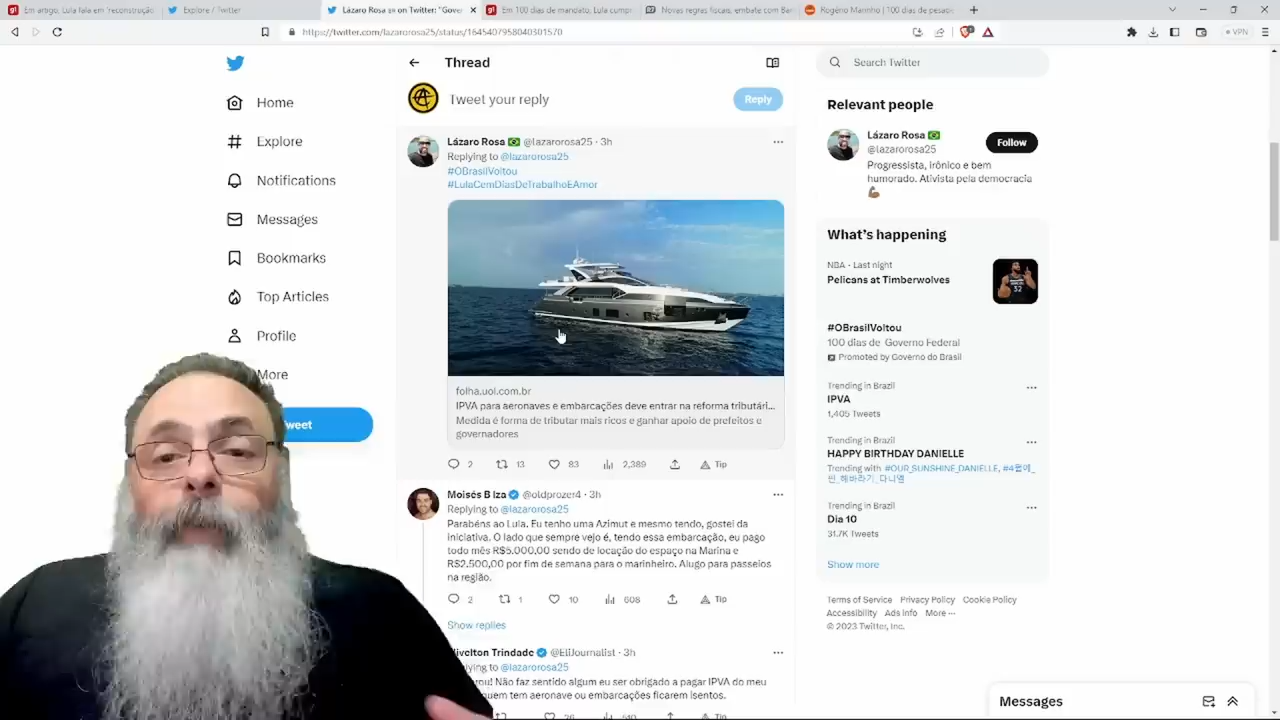 Em artigo, Lula fala em 'reconstrução
Explore / Twitter
Lázaro Rosa on Twitter: "Gover
Em 100 dias de mandato, Lula cumpr
Novas regras fiscais, embate com Ban
Rogério Marinho | 100 dias de pesad
https://twitter.com/lazarorosa25/status/1645407958040301570
VPN
Home
Explore
Notifications
Messages
Bookmarks
Top Articles
Profile
More
Thread
Tweet your reply
Reply
Lázaro Rosa @lazarorosa25 · 3h
Replying to @lazarorosa25
#OBrasilVoltou
#LulaCemDiasDeTrabalhoEAmor
folha.uol.com.br
IPVA para aeronaves e embarcações deve entrar na reforma tributári...
Medida é forma de tributar mais ricos e ganhar apoio de prefeitos e
governadores
2 13 83 2,389 Tip
Moisés B Iza @oldprozer4 · 3h
Replying to @lazarorosa25
Parabéns ao Lula. Eu tenho uma Azimut e mesmo tendo, gostei da
iniciativa. O lado que sempre vejo é, tendo essa embarcação, eu pago
todo mês R$5.000,00 sendo de locação do espaço na Marina e
R$2.500,00 por fim de semana para o marinheiro. Alugo para passeios
na região.
2 1 10 608 Tip
Show replies
Trindade @EliJournalist · 3h
@lazarorosa25
Não faz sentido algum eu ser obrigado a pagar IPVA do meu
quem tem aeronave ou embarcações ficarem isentos.
Tip
Search Twitter
Relevant people
Lázaro Rosa
@lazarorosa25
Follow
Progressista, irônico e bem
humorado. Ativista pela democracia
What's happening
NBA · Last night
Pelicans at Timberwolves
#OBrasilVoltou
100 dias de Governo Federal
Promoted by Governo do Brasil
Trending in Brazil
IPVA
1,405 Tweets
Trending in Brazil
HAPPY BIRTHDAY DANIELLE
Trending with #OUR_SUNSHINE_DANIELLE,
Trending in Brazil
Dia 10
31.7K Tweets
Show more
Terms of Service Privacy Policy Cookie Policy
Accessibility Ads info More ···
© 2023 Twitter, Inc.
Messages